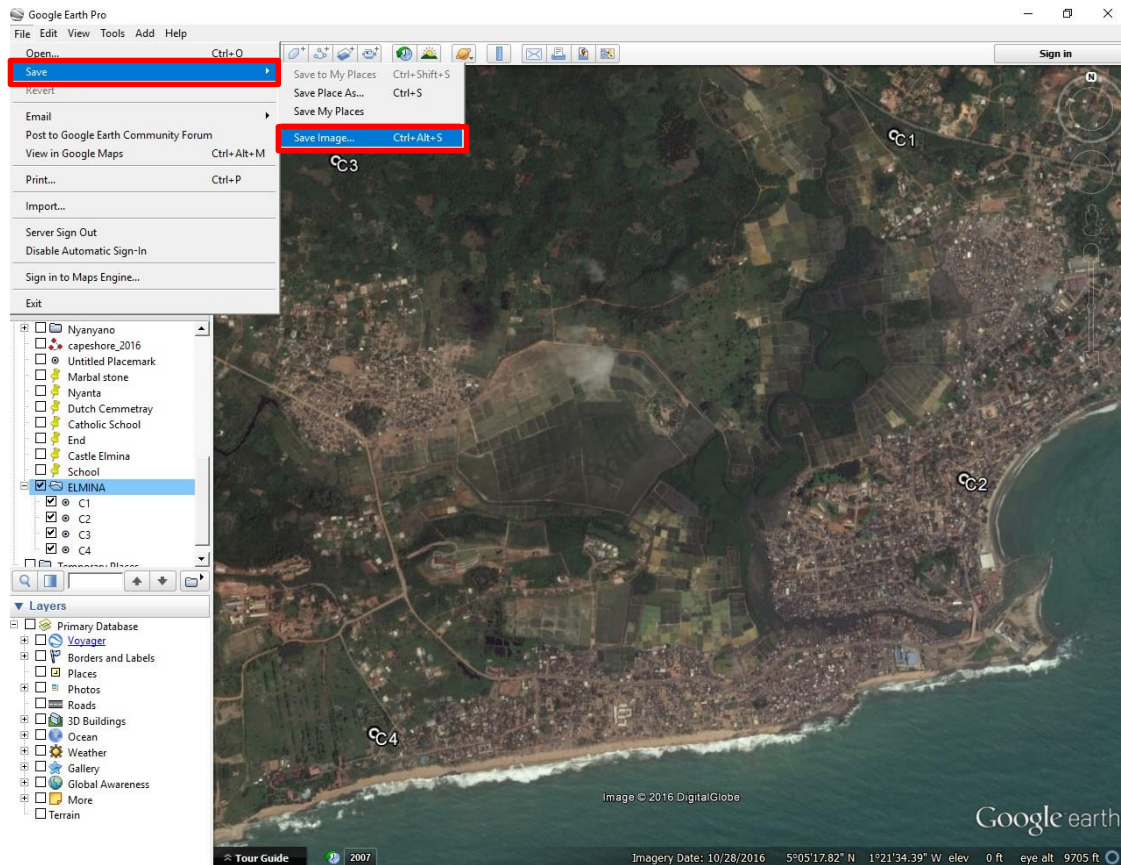 Google Earth Pro
File Edit View Tools Add Help
Open... Ctrl+O
Sign in
Save
Save to My Places Ctrl+Shift+S
Revert
Save Place As... Ctrl+S
Save My Places
Email
Post to Google Earth Community Forum
Save Image... Ctrl+Alt+S
View in Google Maps Ctrl+Alt+M
Print... Ctrl+P
Import...
Server Sign Out
Disable Automatic Sign-In
Sign in to Maps Engine...
Exit
N
C1
C3
C2
C4
Nyanyano
capeshore_2016
Untitled Placemark
Marbal stone
Nyanta
Dutch Cemmetray
Catholic School
End
Castle Elmina
School
ELMINA
C1
C2
C3
C4
Temporary Places
Layers
Primary Database
Voyager
Borders and Labels
Places
Photos
Roads
3D Buildings
Ocean
Weather
Gallery
Global Awareness
More
Terrain
Image © 2016 DigitalGlobe
Google earth
Tour Guide 2007
Imagery Date: 10/28/2016 5°05'17.82" N 1°21'34.39" W elev 0 ft eye alt 9705 ft